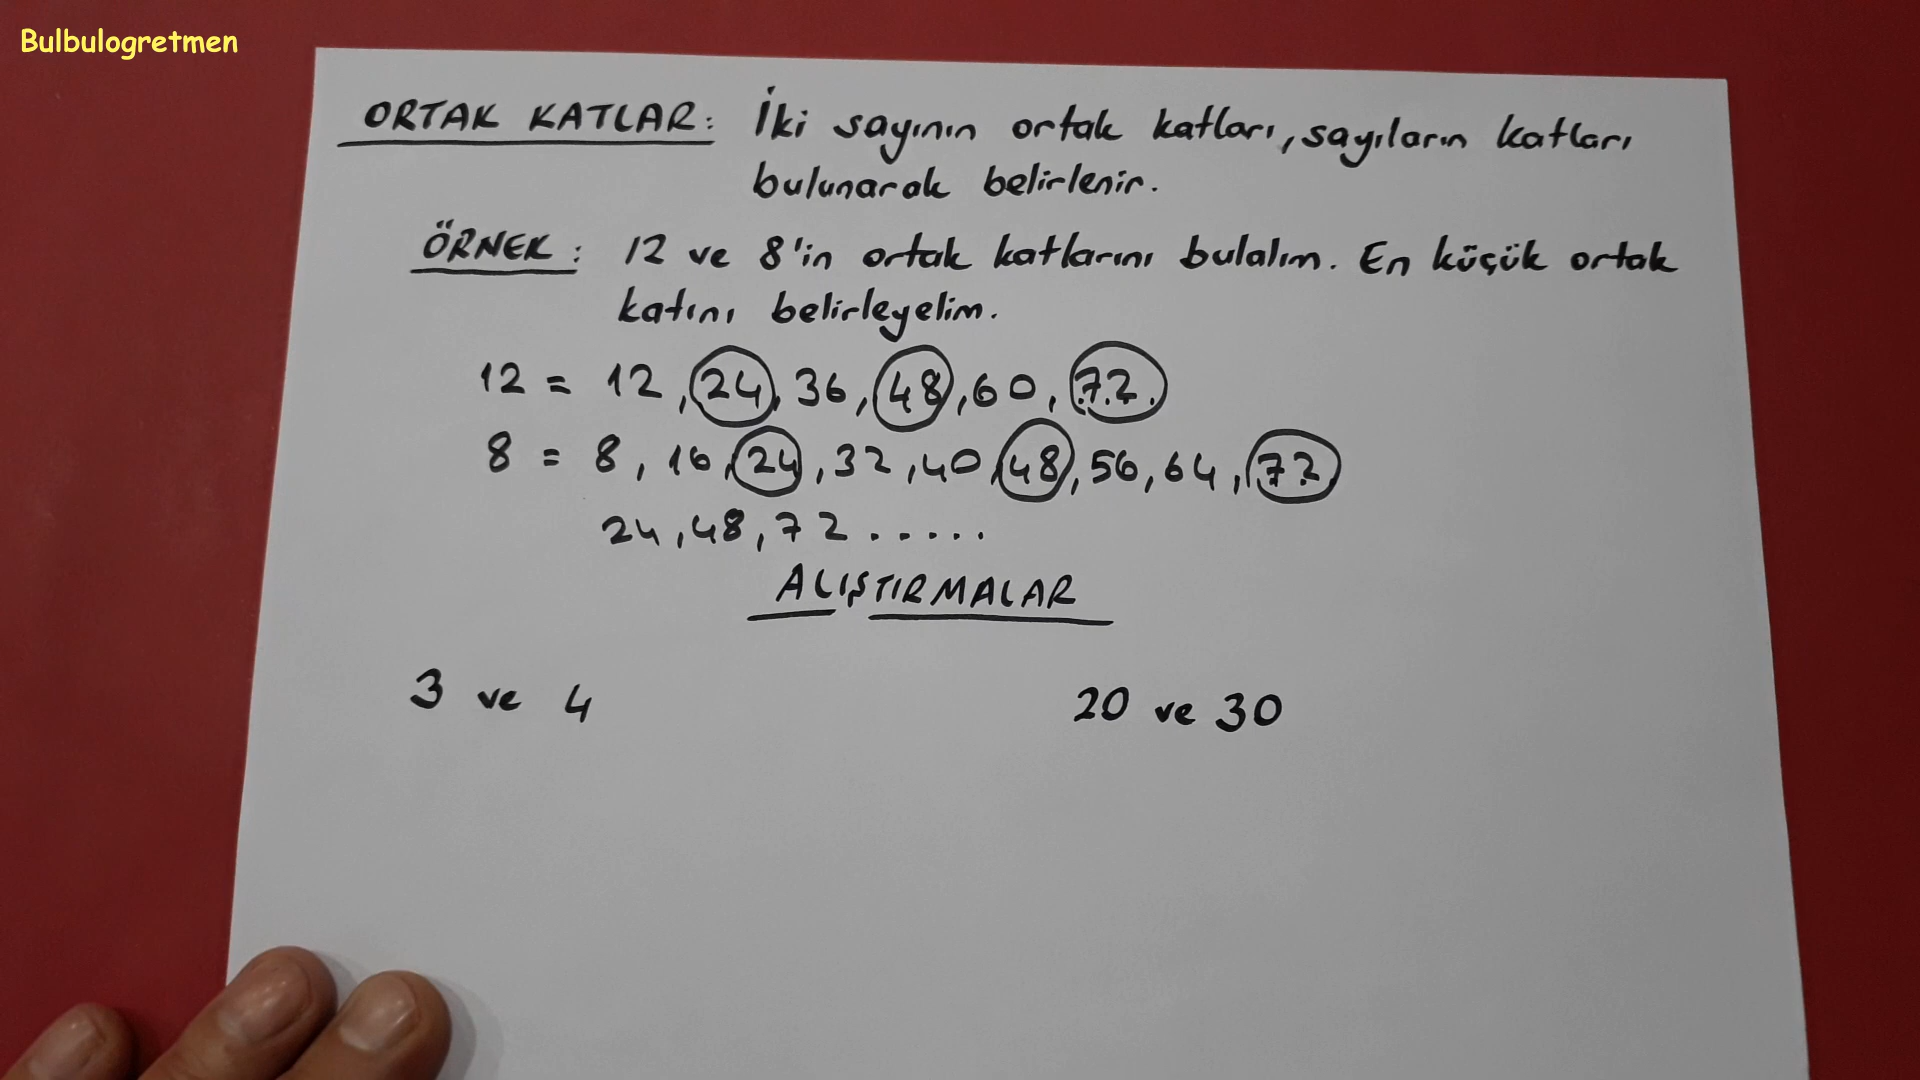 Bulbulogretmen
ORTAK KATLAR: İki sayının ortak katları, sayıların katları
bulunarak belirlenir.
ÖRNEK: 12 ve 8'in ortak katlarını bulalım. En küçük ortak
katını belirleyelim.
12 = 12, 24, 36, 48, 60, 72.
8 = 8, 16, 24, 32, 40, 48, 56, 64, 72
24, 48, 72.....
ALIŞTIRMALAR
3 ve 4 20 ve 30